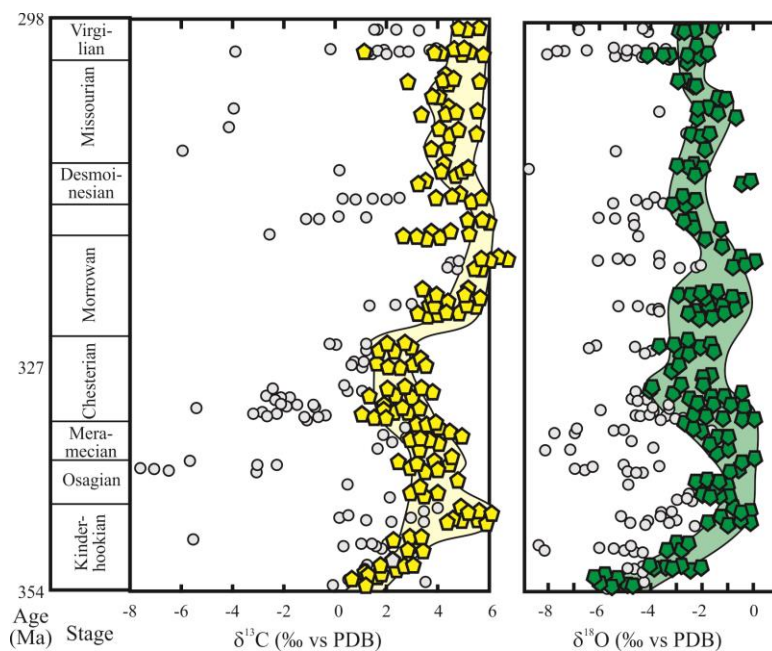 298
Virgi-
lian
Missourian
Desmoi-
nesian
Morrowan
327
Chesterian
Mera-
mecian
Osagian
Kinder-
hookian
354
Age
(Ma)
Stage
-8 -6 -4 -2 0 2 4 6
δ13C (‰ vs PDB)
-8 -6 -4 -2 0
δ18O (‰ vs PDB)